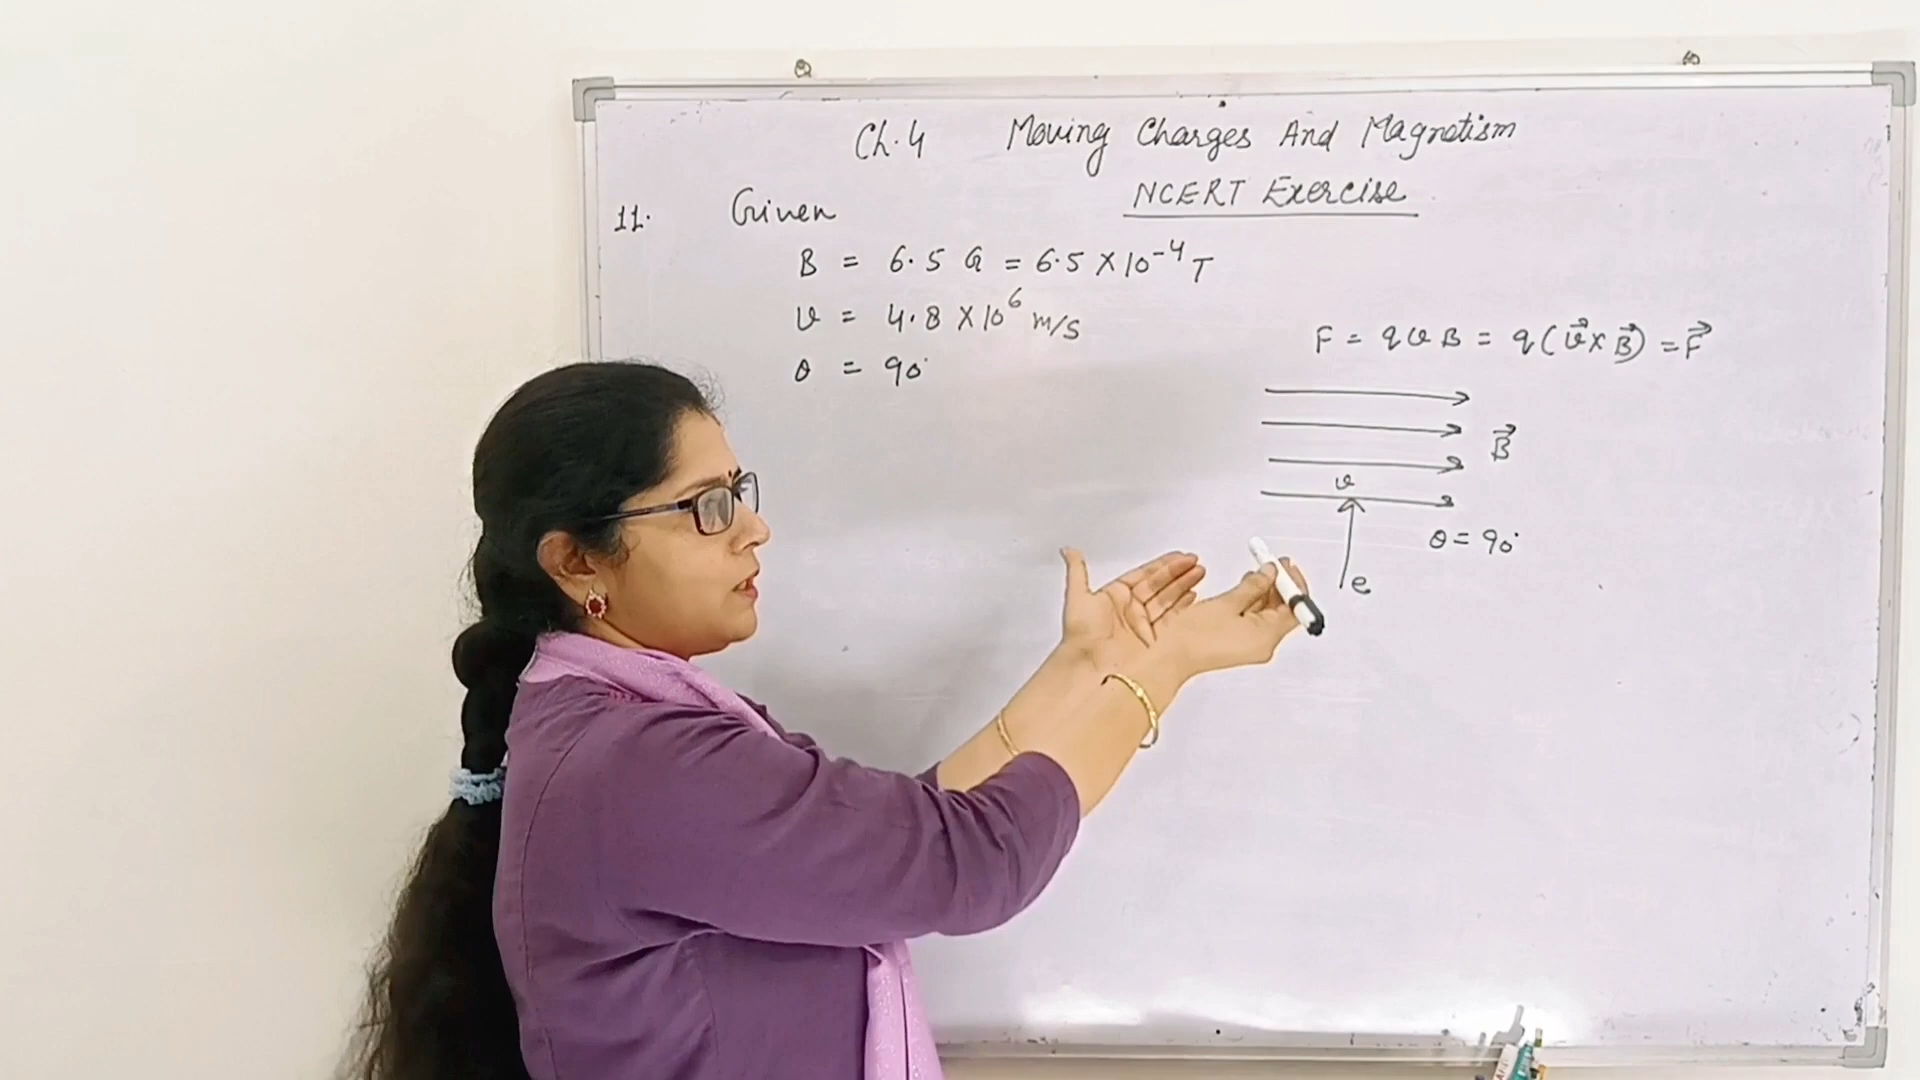 Ch.4 Moving Charges And Magnetism
NCERT Exercise
11. Given
B = 6.5 G = 6.5 × 10⁻⁴ T
v = 4.8 × 10⁶ m/s
θ = 90°
F = qvB = q(v⃗ × B⃗) = F⃗
B⃗
v
θ = 90°
e